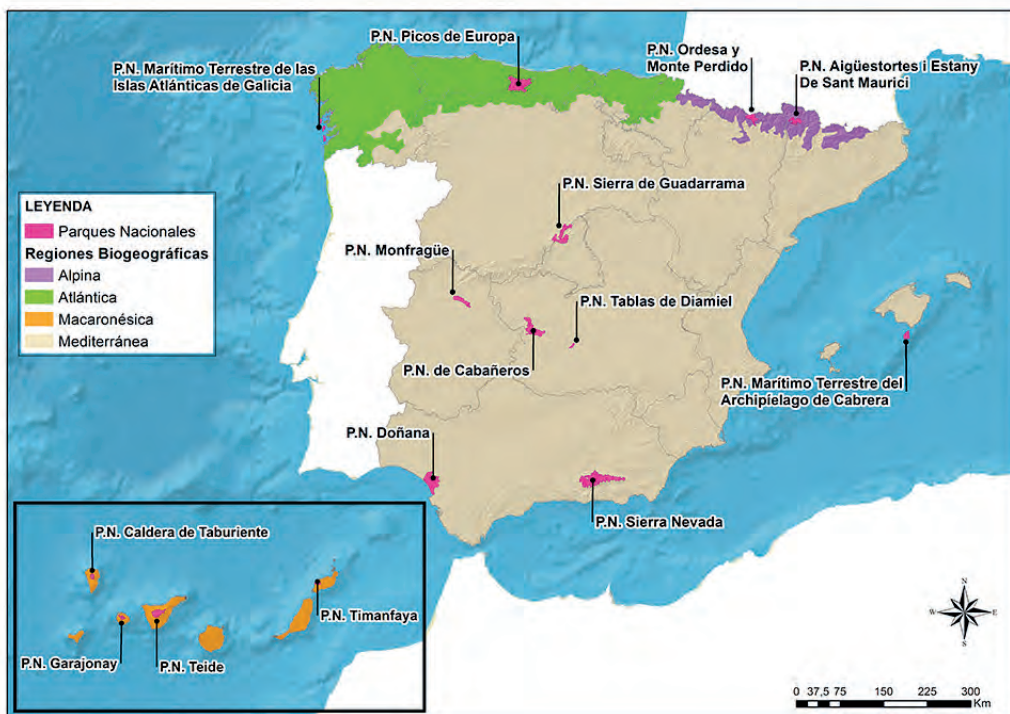 P.N. Picos de Europa
P.N. Ordesa y
Monte Perdido
P.N. Aigüestortes i Estany
De Sant Maurici
P.N. Marítimo Terrestre de las
Islas Atlánticas de Galicia
P.N. Sierra de Guadarrama
LEYENDA
Parques Nacionales
Regiones Biogeográficas
Alpina
Atlántica
Macaronésica
Mediterránea
P.N. Monfragüe
P.N. Tablas de Diamiel
P.N. de Cabañeros
P.N. Marítimo Terrestre del
Archipíelago de Cabrera
P.N. Doñana
P.N. Sierra Nevada
P.N. Caldera de Taburiente
P.N. Timanfaya
P.N. Garajonay
P.N. Teide
N
W E
S
0 37,5 75 150 225 300
Km